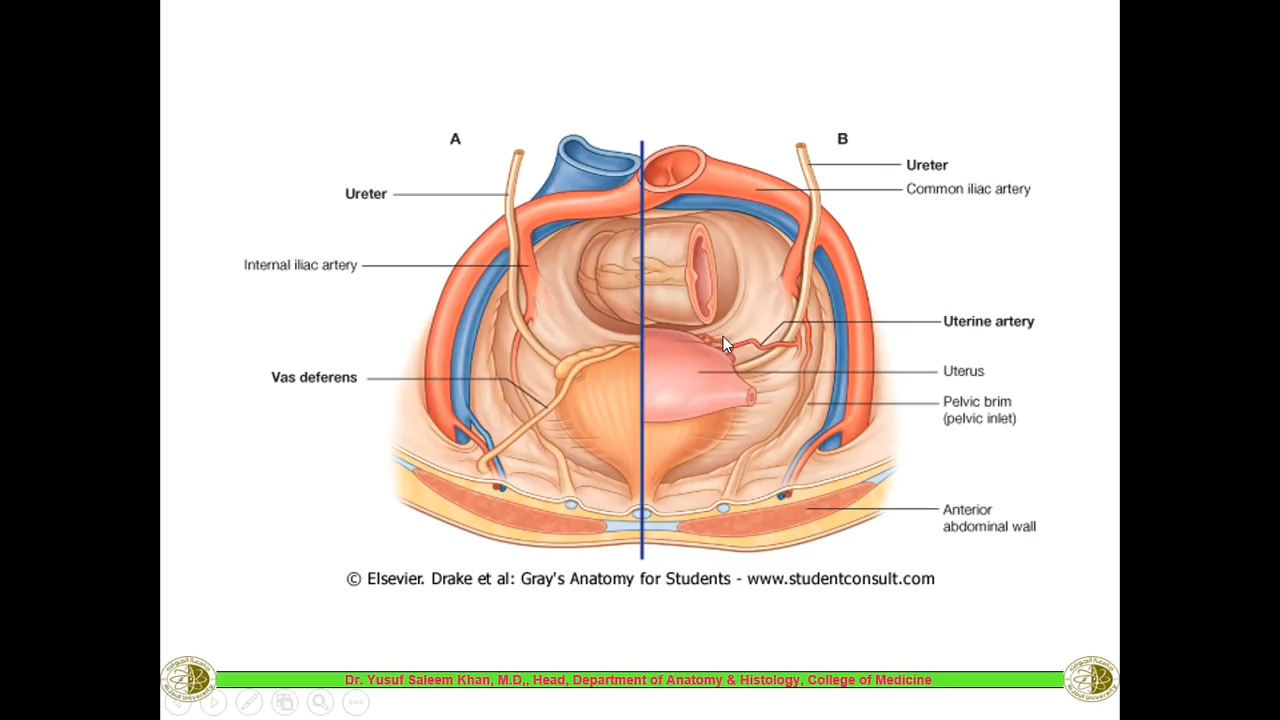 A
B
Ureter
Ureter
Common iliac artery
Internal iliac artery
Uterine artery
Vas deferens
Uterus
Pelvic brim
(pelvic inlet)
Anterior
abdominal wall
© Elsevier. Drake et al: Gray's Anatomy for Students - www.studentconsult.com
Dr. Yusuf Saleem Khan, M.D,, Head, Department of Anatomy & Histology, College of Medicine